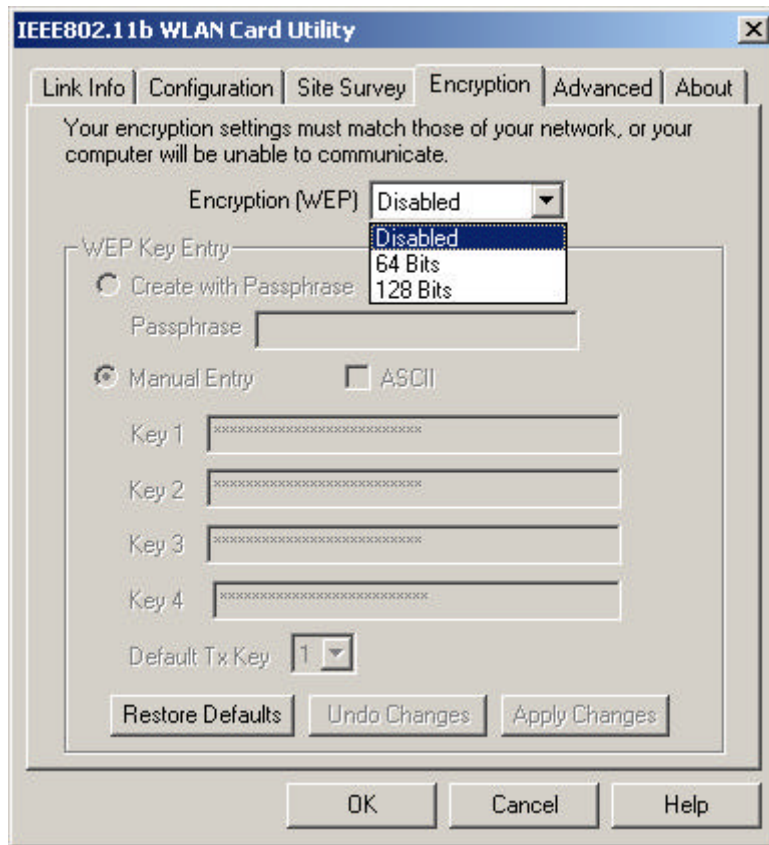 IEEE802.11b WLAN Card Utility
Link Info Configuration Site Survey Encryption Advanced About
Your encryption settings must match those of your network, or your
computer will be unable to communicate.
Encryption (WEP) Disabled
Disabled
64 Bits
128 Bits
WEP Key Entry
Create with Passphrase
Passphrase
Manual Entry ASCII
Key 1 **************************
Key 2 **************************
Key 3 **************************
Key 4 **************************
Default Tx Key 1
Restore Defaults Undo Changes Apply Changes
OK Cancel Help